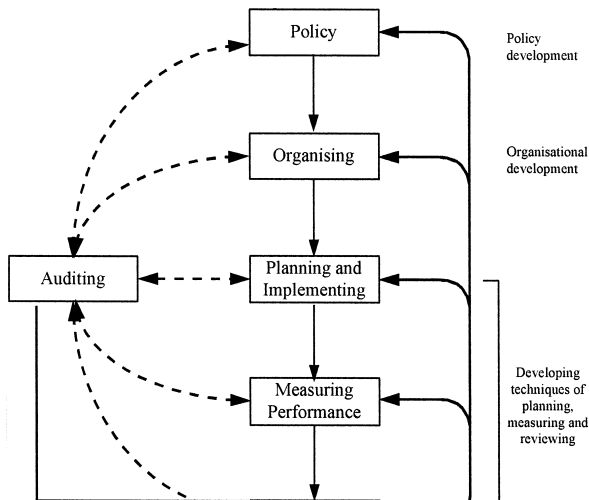 Policy
Policy
development
Organising
Organisational
development
Auditing
Planning and
Implementing
Measuring
Performance
Developing
techniques of
planning,
measuring and
reviewing